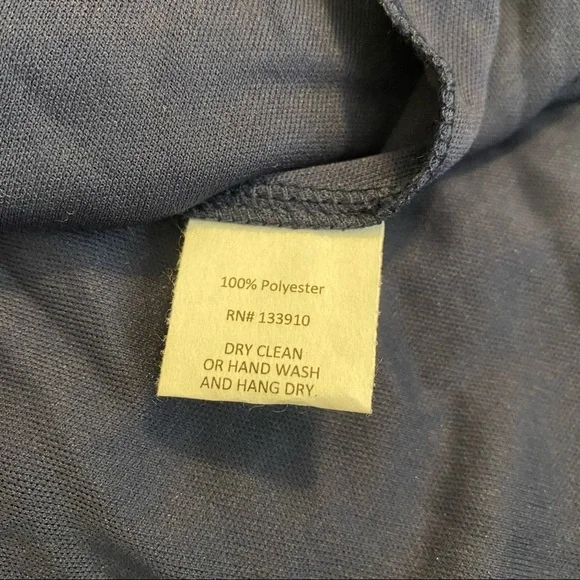 100% Polyester
RN# 133910
DRY CLEAN
OR HAND WASH
AND HANG DRY.